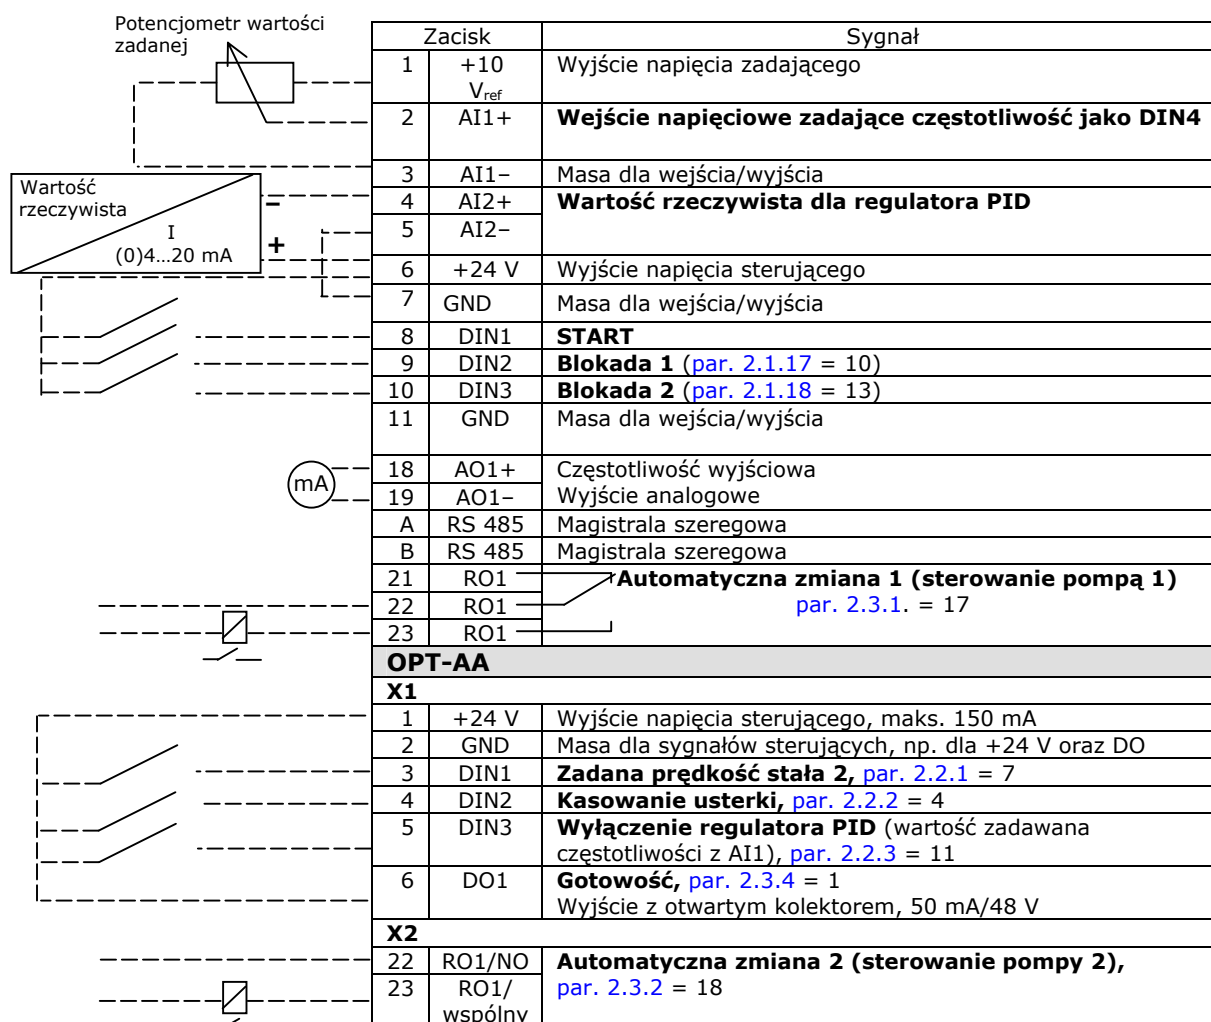 Potencjometr wartości
zadanej
Zacisk Sygnał
1 +10 Vref Wyjście napięcia zadającego
2 AI1+ Wejście napięciowe zadające częstotliwość jako DIN4
3 AI1– Masa dla wejścia/wyjścia
Wartość
rzeczywista
I
(0)4…20 mA
–
+
4 AI2+ Wartość rzeczywista dla regulatora PID
5 AI2–
6 +24 V Wyjście napięcia sterującego
7 GND Masa dla wejścia/wyjścia
8 DIN1 START
9 DIN2 Blokada 1 (par. 2.1.17 = 10)
10 DIN3 Blokada 2 (par. 2.1.18 = 13)
11 GND Masa dla wejścia/wyjścia
mA
18 AO1+ Częstotliwość wyjściowa
19 AO1– Wyjście analogowe
A RS 485 Magistrala szeregowa
B RS 485 Magistrala szeregowa
21 RO1 Automatyczna zmiana 1 (sterowanie pompą 1)
22 RO1 par. 2.3.1. = 17
23 RO1
OPT-AA
X1
1 +24 V Wyjście napięcia sterującego, maks. 150 mA
2 GND Masa dla sygnałów sterujących, np. dla +24 V oraz DO
3 DIN1 Zadana prędkość stała 2, par. 2.2.1 = 7
4 DIN2 Kasowanie usterki, par. 2.2.2 = 4
5 DIN3 Wyłączenie regulatora PID (wartość zadawana
częstotliwości z AI1), par. 2.2.3 = 11
6 DO1 Gotowość, par. 2.3.4 = 1
Wyjście z otwartym kolektorem, 50 mA/48 V
X2
22 RO1/NO Automatyczna zmiana 2 (sterowanie pompy 2),
23 RO1/ par. 2.3.2 = 18
wspólny